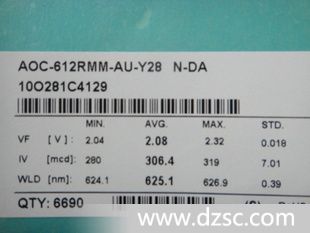 AOC-612RMM-AU-Y28 N-DA
10O281C4129
MIN. AVG. MAX. STD.
VF [V] 2.04 2.08 2.32 0.018
IV [mcd] 280 306.4 319 7.01
WLD [nm] 624.1 625.1 626.9 0.39
QTY: 6690
www.dzsc.com